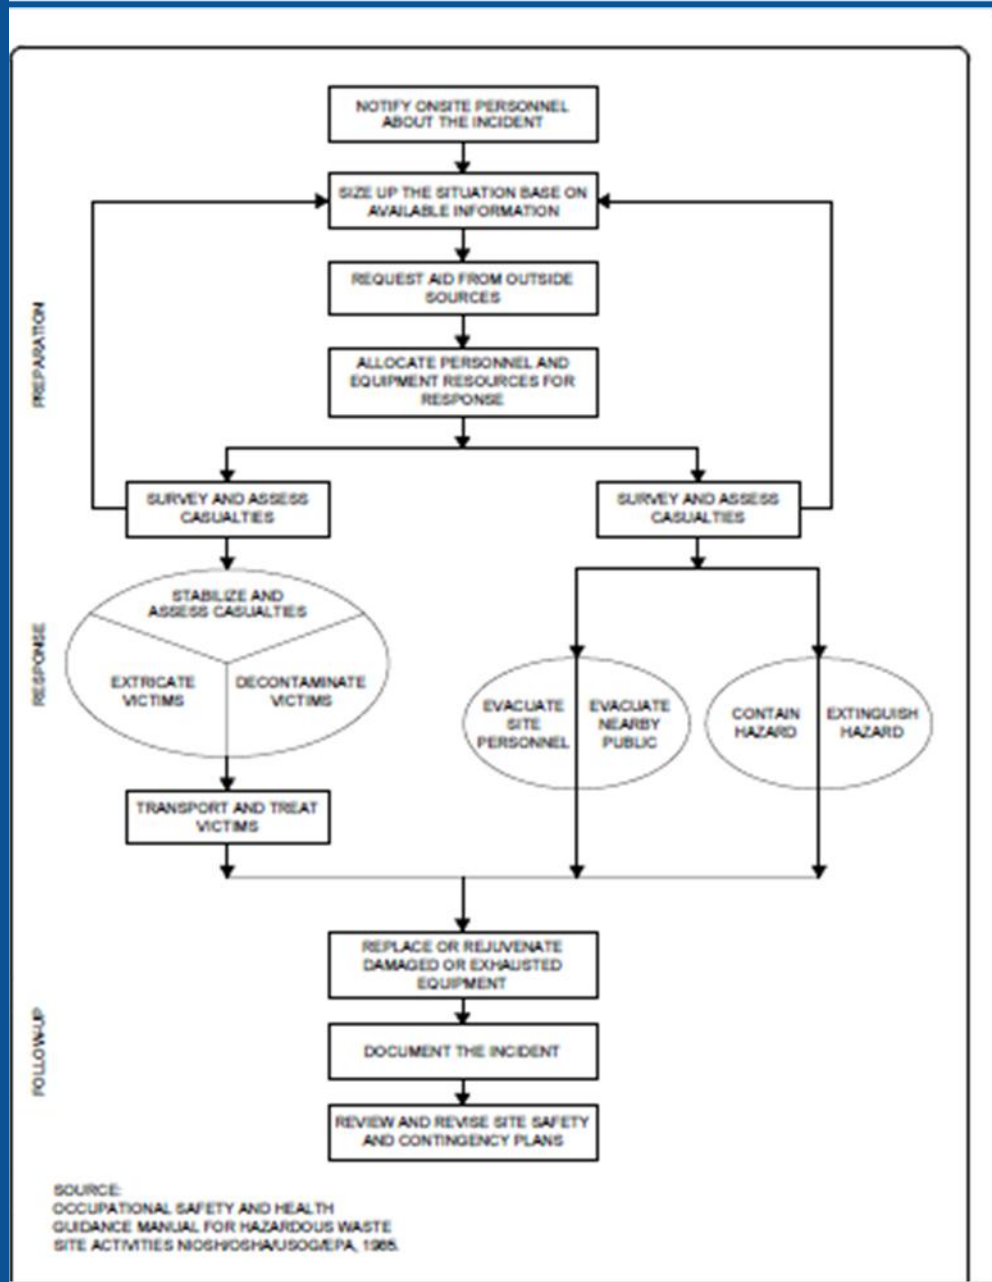 NOTIFY ONSITE PERSONNEL
ABOUT THE INCIDENT
SIZE UP THE SITUATION BASE ON
AVAILABLE INFORMATION
REQUEST AID FROM OUTSIDE
SOURCES
PREPARATION
ALLOCATE PERSONNEL AND
EQUIPMENT RESOURCES FOR
RESPONSE
SURVEY AND ASSESS
CASUALTIES
SURVEY AND ASSESS
CASUALTIES
RESPONSE
STABILIZE AND
ASSESS CASUALTIES
EXTRICATE
VICTIMS
DECONTAMINATE
VICTIMS
EVACUATE
SITE
PERSONNEL
EVACUATE
NEARBY
PUBLIC
CONTAIN
HAZARD
EXTINGUISH
HAZARD
TRANSPORT AND TREAT
VICTIMS
REPLACE OR REJUVENATE
DAMAGED OR EXHAUSTED
EQUIPMENT
FOLLOW-UP
DOCUMENT THE INCIDENT
REVIEW AND REVISE SITE SAFETY
AND CONTINGENCY PLANS
SOURCE:
OCCUPATIONAL SAFETY AND HEALTH
GUIDANCE MANUAL FOR HAZARDOUS WASTE
SITE ACTIVITIES NIOSH/OSHA/USOG/EPA, 1985.